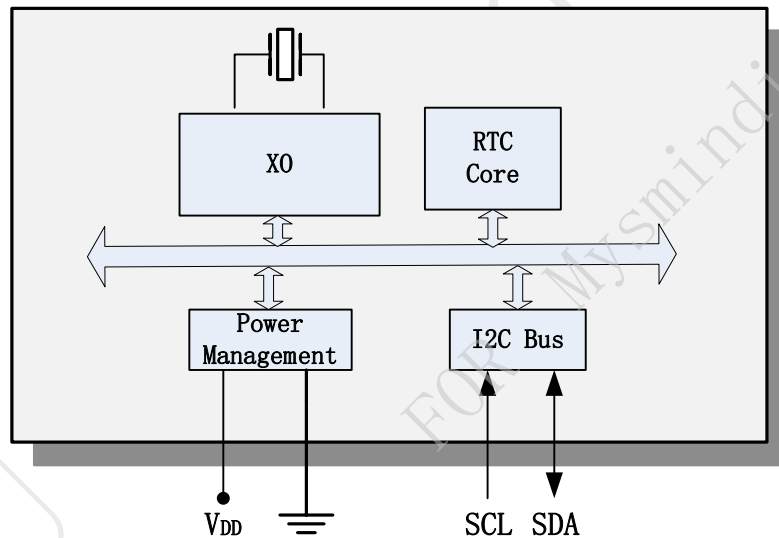 XO
RTC
Core
Power
Management
I2C Bus
VDD
SCL SDA
FOR Mysmindi